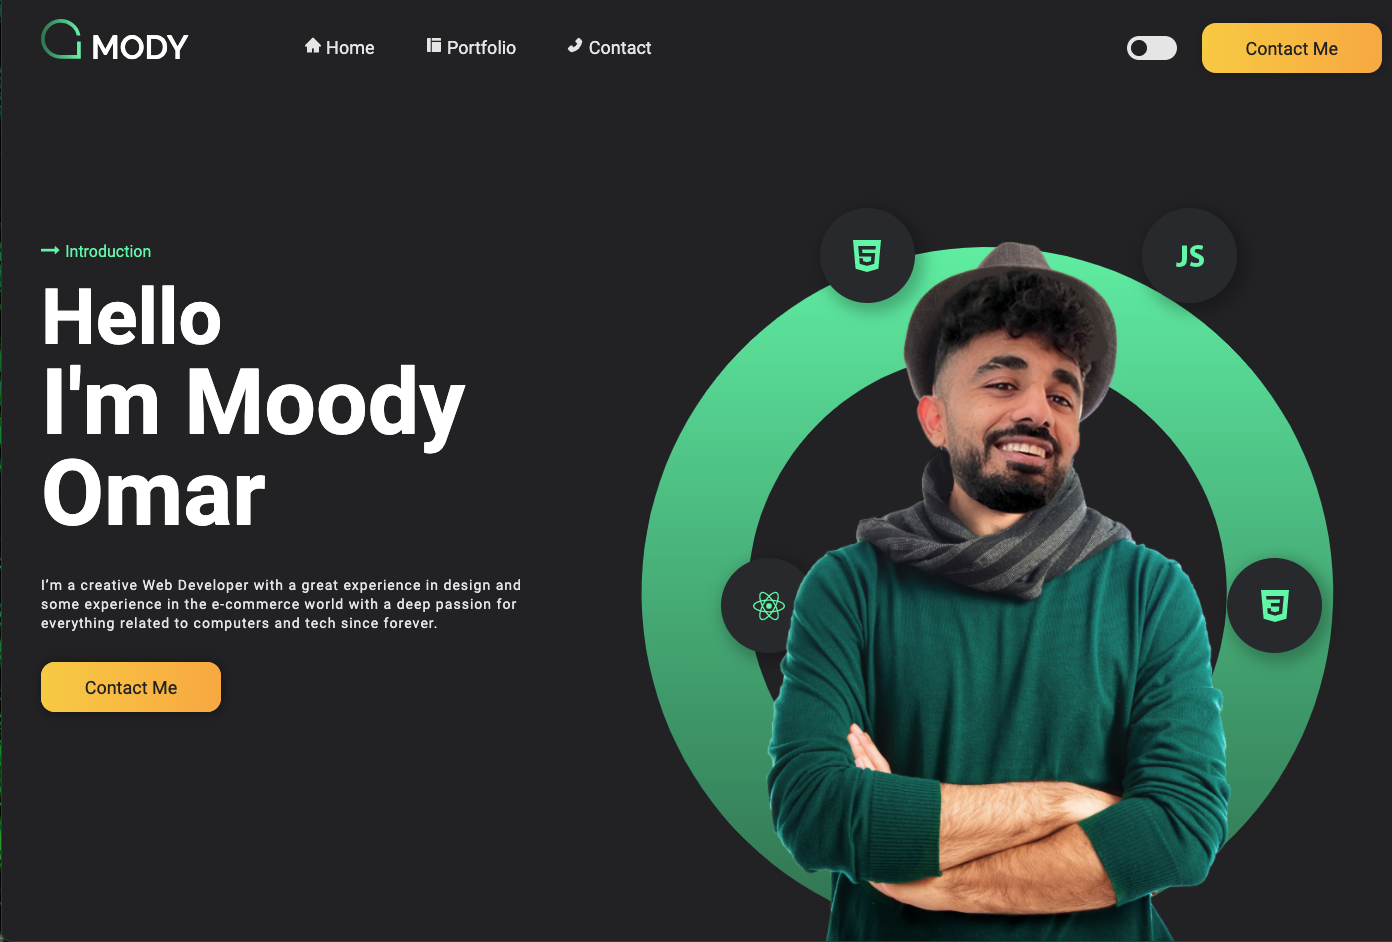 MODY
Home
Portfolio
Contact
Contact Me
Introduction
Hello
I'm Moody
Omar
I'm a creative Web Developer with a great experience in design and
some experience in the e-commerce world with a deep passion for
everything related to computers and tech since forever.
Contact Me
5
JS
3